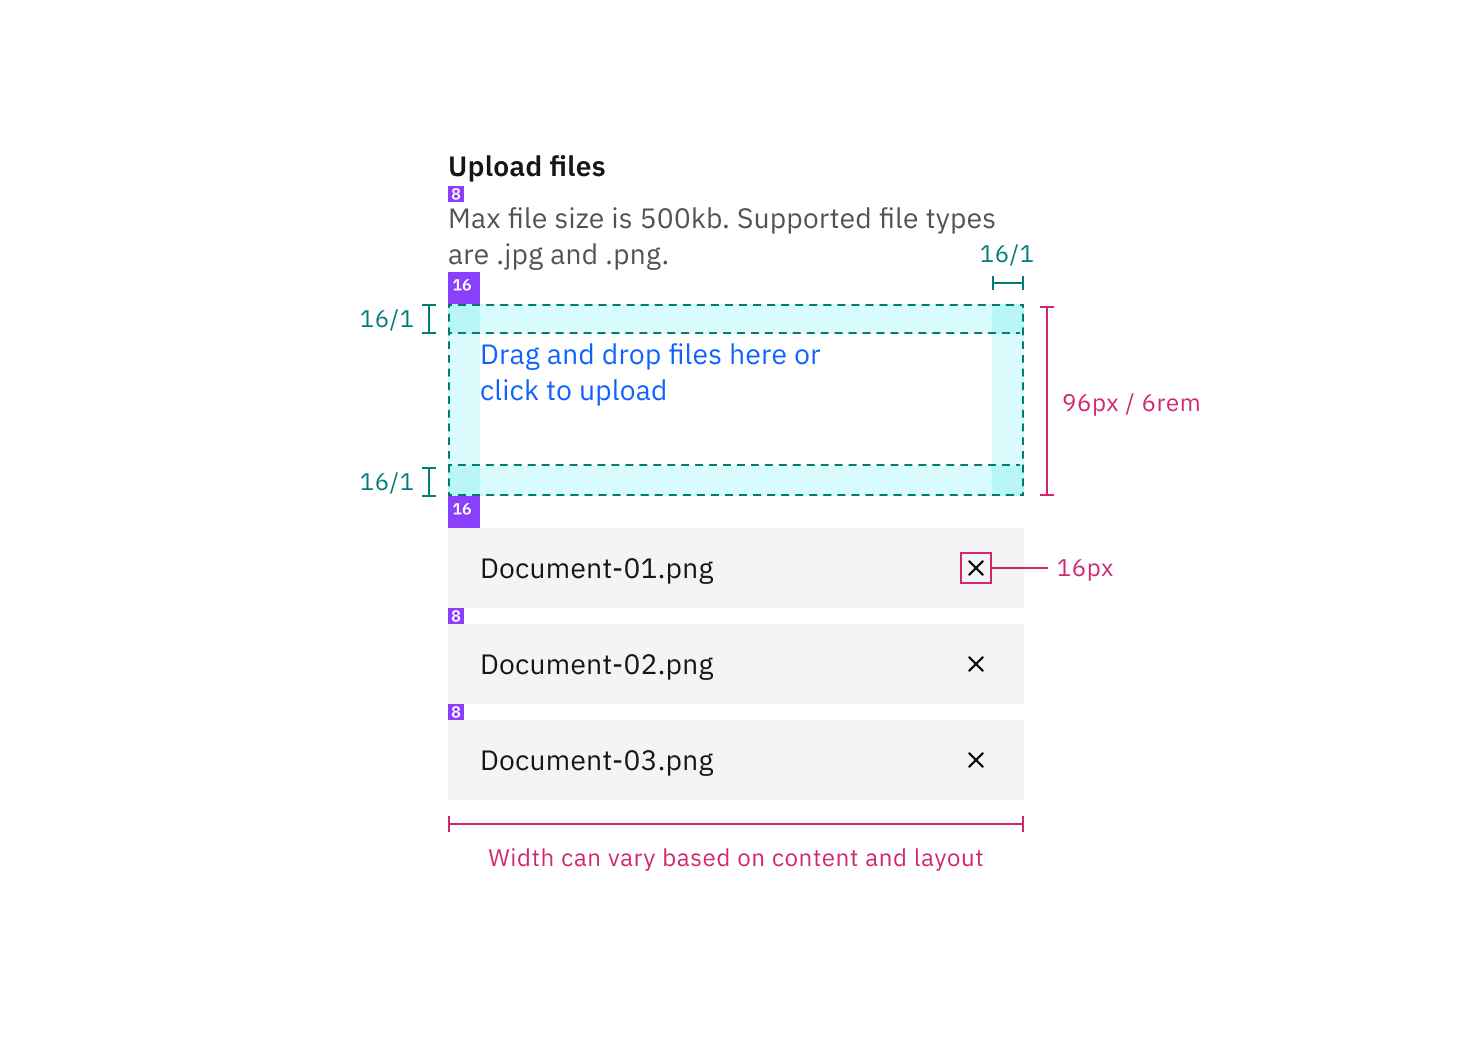 Upload files
8
Max file size is 500kb. Supported file types
are .jpg and .png.
16/1
16
16/1
Drag and drop files here or
click to upload
96px / 6rem
16/1
16
Document-01.png
16px
8
Document-02.png
8
Document-03.png
Width can vary based on content and layout